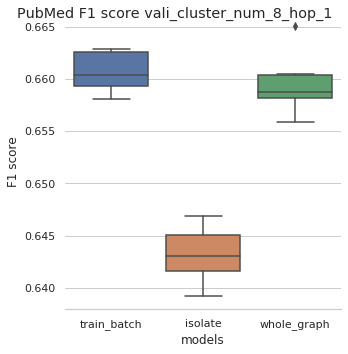 PubMed F1 score vali_cluster_num_8_hop_1
0.665
0.660
0.655
0.650
0.645
0.640
F1 score
train_batch isolate whole_graph
models